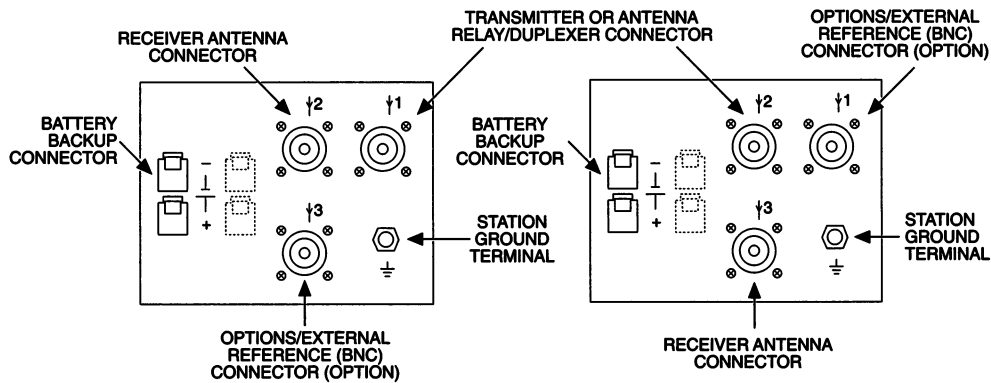 RECEIVER ANTENNA
CONNECTOR
TRANSMITTER OR ANTENNA
RELAY/DUPLEXER CONNECTOR
OPTIONS/EXTERNAL
REFERENCE (BNC)
CONNECTOR (OPTION)
BATTERY
BACKUP
CONNECTOR
2
1
3
−
+
STATION
GROUND
TERMINAL
OPTIONS/EXTERNAL
REFERENCE (BNC)
CONNECTOR (OPTION)
BATTERY
BACKUP
CONNECTOR
2
1
3
−
+
STATION
GROUND
TERMINAL
RECEIVER ANTENNA
CONNECTOR